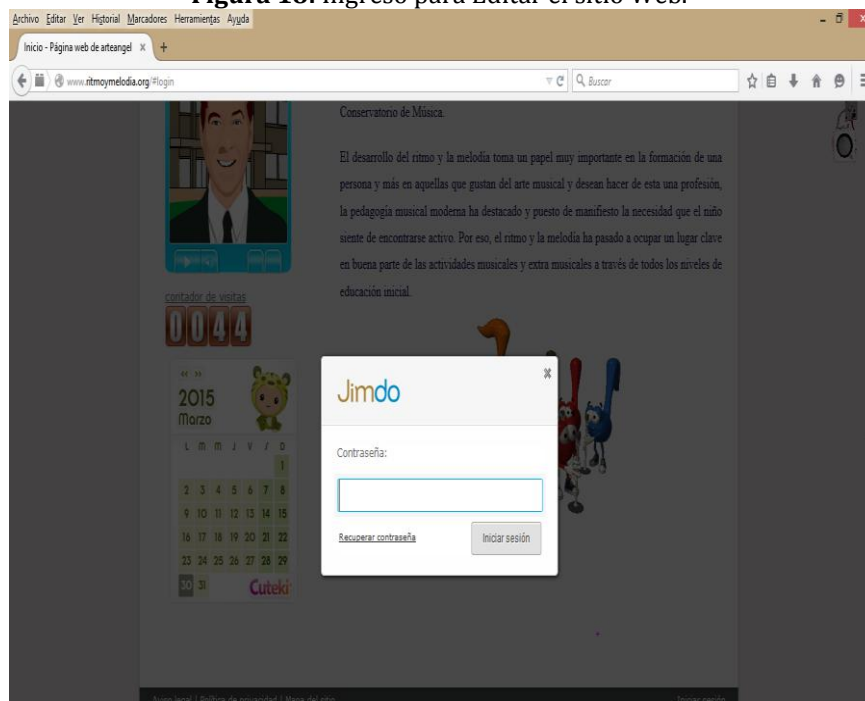 Figura 18. Ingreso para Editar el sitio Web.
Archivo Editar Ver Historial Marcadores Herramientas Ayuda
Inicio - Página web de arteangel × +
www.ritmoymelodia.org/#login
Buscar
Conservatorio de Música.
El desarrollo del ritmo y la melodía toma un papel muy importante en la formación de una
persona y más en aquellas que gustan del arte musical y desean hacer de esta una profesión,
la pedagogía musical moderna ha destacado y puesto de manifiesto la necesidad que el niño
siente de encontrarse activo. Por eso, el ritmo y la melodía ha pasado a ocupar un lugar clave
en buena parte de las actividades musicales y extra musicales a través de todos los niveles de
educación inicial.
contador de visitas
0044
« »
2015
Marzo
L M M J V / D
1
2 3 4 5 6 7 8
9 10 11 12 13 14 15
16 17 18 19 20 21 22
23 24 25 26 27 28 29
30 31 Cuteki
Jimdo
Contraseña:
Recuperar contraseña Iniciar sesión
Aviso legal | Política de privacidad | Mapa del sitio Iniciar sesión